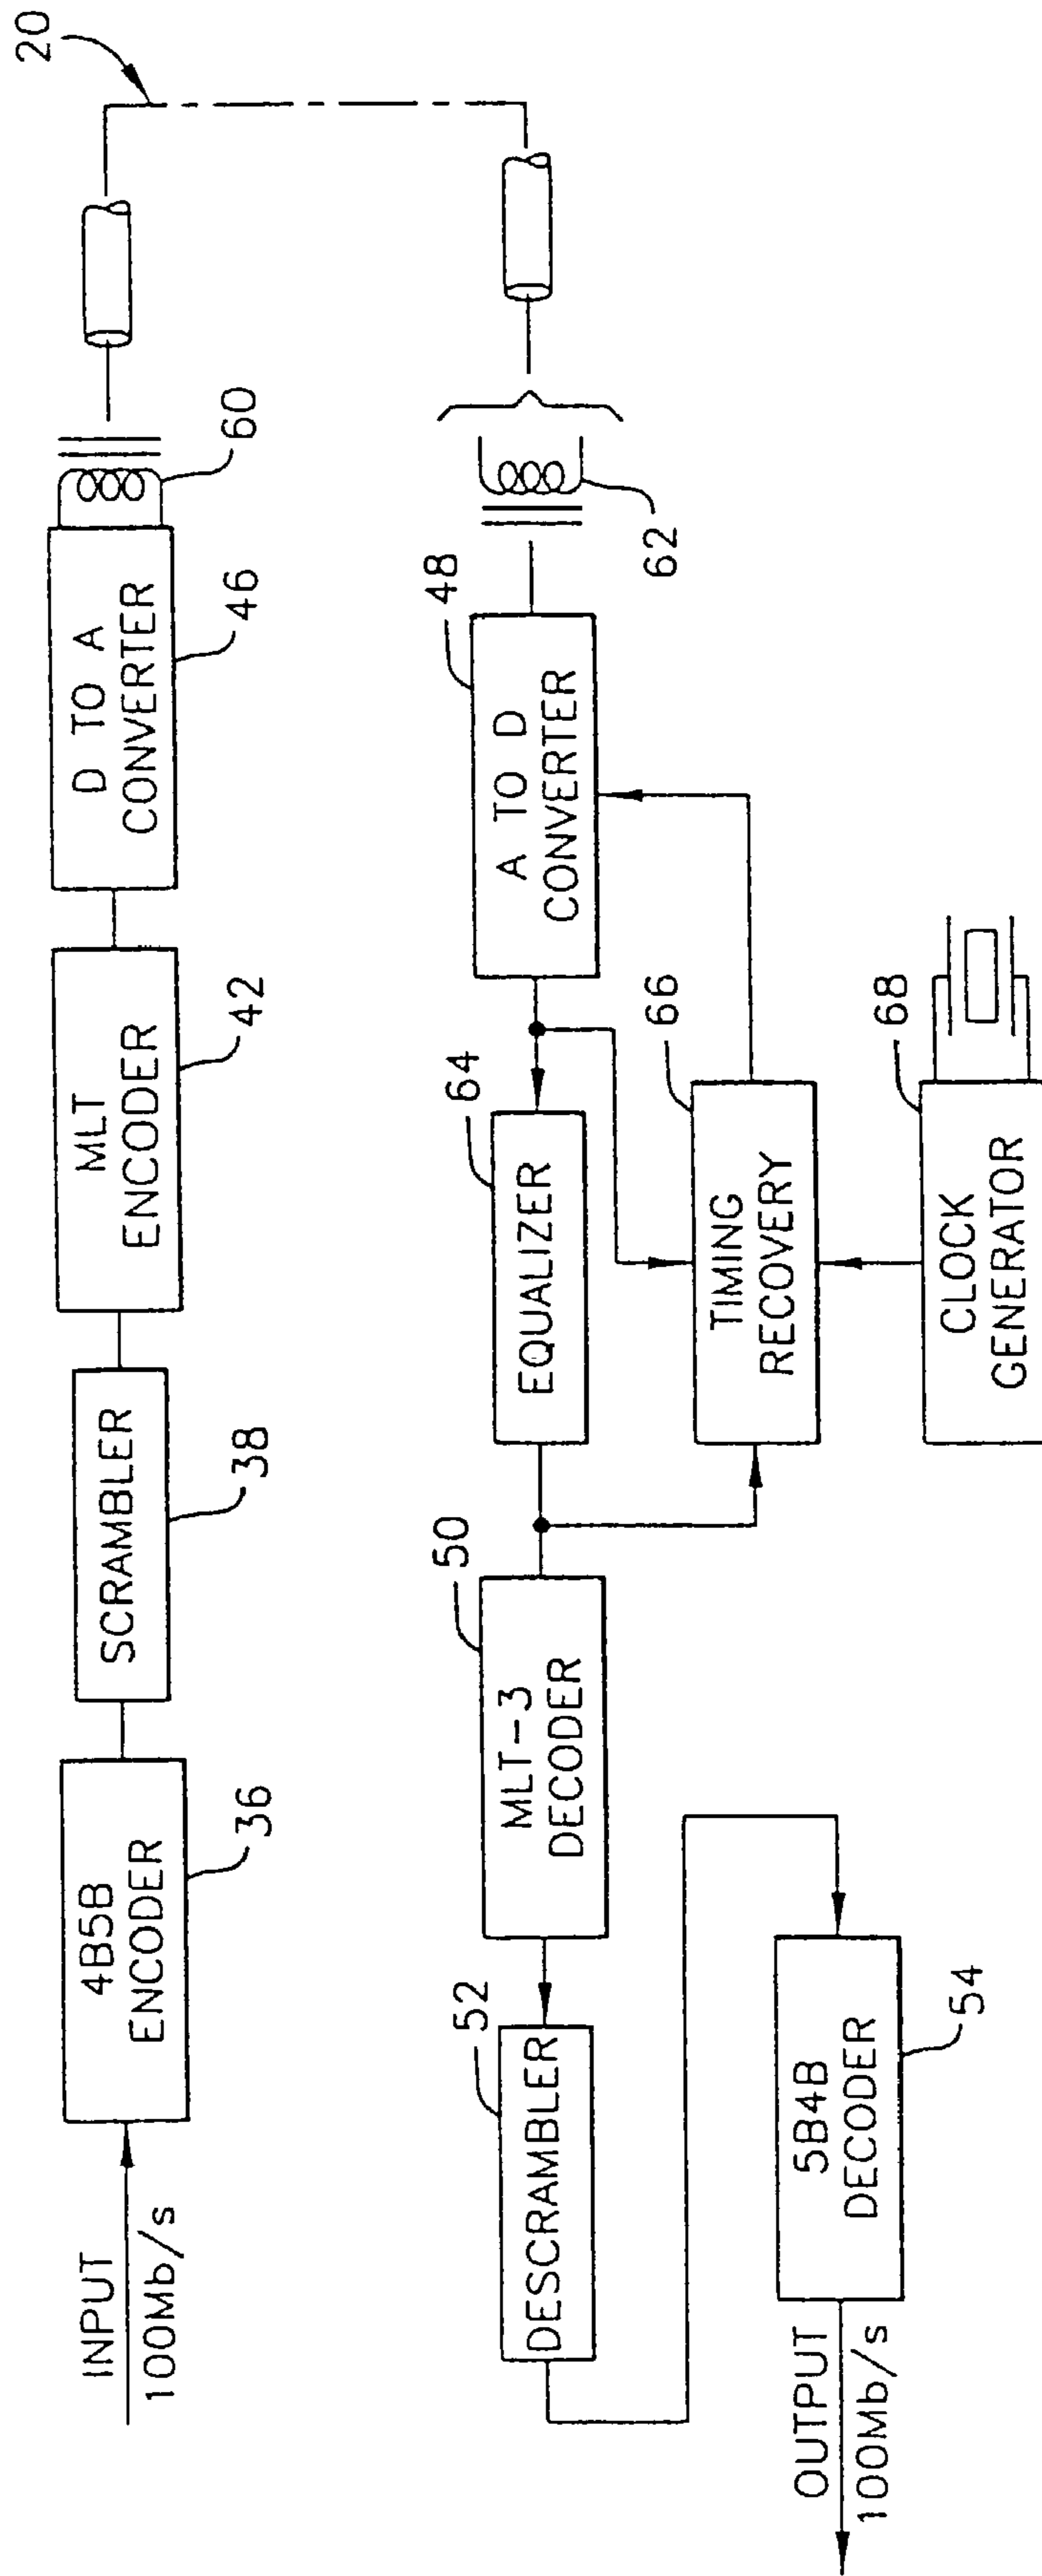 INPUT
100Mb/s
4B5B
ENCODER
36
SCRAMBLER
38
MLT
ENCODER
42
D TO A
CONVERTER
46
60
20
62
48
A TO D
CONVERTER
64
EQUALIZER
66
TIMING
RECOVERY
68
CLOCK
GENERATOR
50
MLT-3
DECODER
52
DESCRAMBLER
5B4B
DECODER
54
OUTPUT
100Mb/s